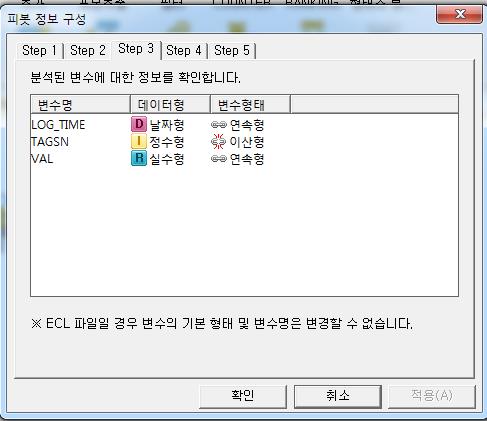 피봇 정보 구성
Step 1 Step 2 Step 3 Step 4 Step 5
분석된 변수에 대한 정보를 확인합니다.
변수명 데이터형 변수형태
LOG_TIME D 날짜형 연속형
TAGSN I 정수형 이산형
VAL R 실수형 연속형
※ ECL 파일일 경우 변수의 기본 형태 및 변수명은 변경할 수 없습니다.
확인 취소 적용(A)